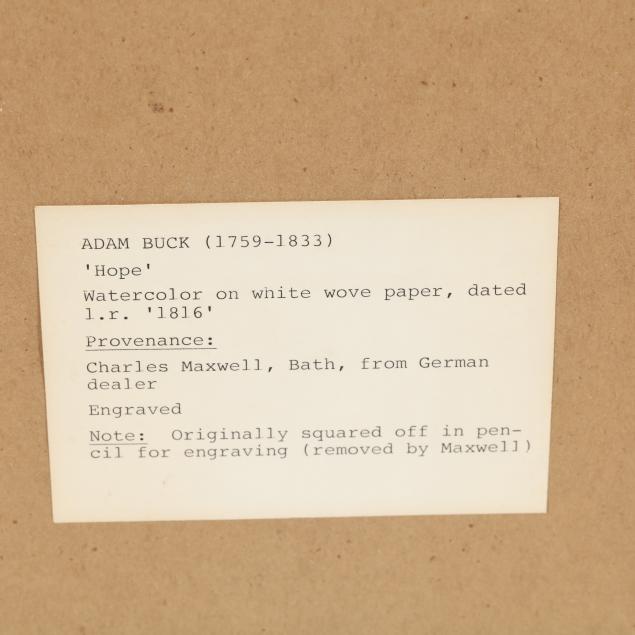 ADAM BUCK (1759-1833)
'Hope'
Watercolor on white wove paper, dated
l.r. '1816'
Provenance:
Charles Maxwell, Bath, from German
dealer
Engraved
Note: Originally squared off in pen-
cil for engraving (removed by Maxwell)